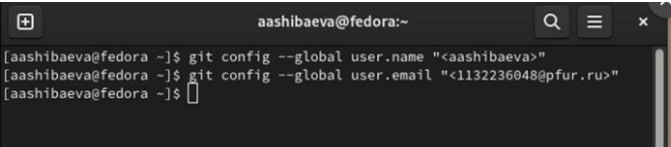 aashibaeva@fedora:~
[aashibaeva@fedora ~]$ git config --global user.name "<aashibaeva>"
[aashibaeva@fedora ~]$ git config --global user.email "<1132236048@pfur.ru>"
[aashibaeva@fedora ~]$